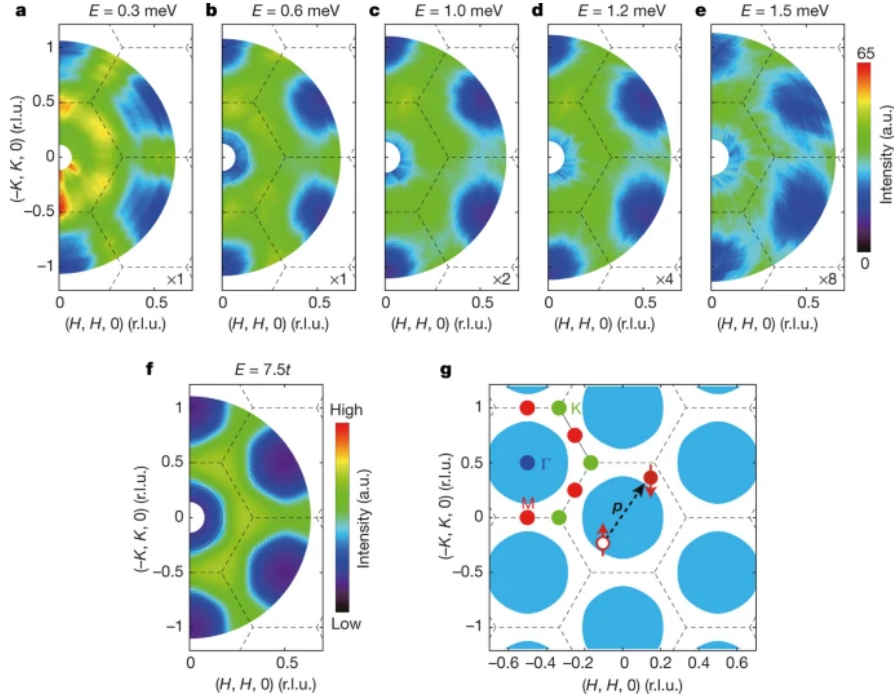 a E = 0.3 meV
b E = 0.6 meV
c E = 1.0 meV
d E = 1.2 meV
e E = 1.5 meV
(–K, K, 0) (r.l.u.)
1
0.5
0
−0.5
−1
×1
×1
×2
×4
×8
65
Intensity (a.u.)
0
0 0.5
0 0.5
0 0.5
0 0.5
0 0.5
(H, H, 0) (r.l.u.)
(H, H, 0) (r.l.u.)
(H, H, 0) (r.l.u.)
(H, H, 0) (r.l.u.)
(H, H, 0) (r.l.u.)
f E = 7.5t
(–K, K, 0) (r.l.u.)
1
0.5
0
−0.5
−1
High
Intensity (a.u.)
Low
0 0.5
(H, H, 0) (r.l.u.)
g
(–K, K, 0) (r.l.u.)
1
0.5
0
−0.5
−1
K
Γ
M
p
−0.6 −0.4 −0.2 0 0.2 0.4 0.6
(H, H, 0) (r.l.u.)